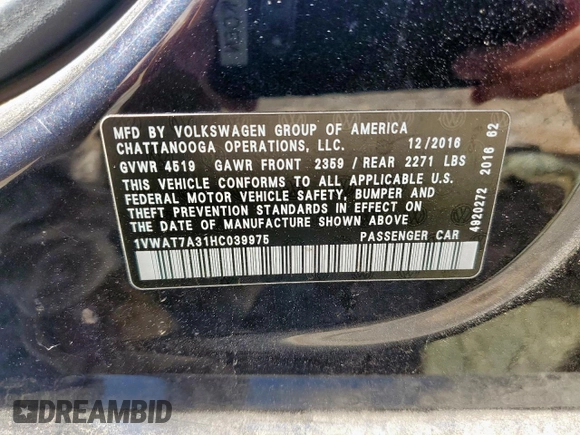 MFD BY VOLKSWAGEN GROUP OF AMERICA
CHATTANOOGA OPERATIONS, LLC. 12/2016
GVWR 4519 GAWR FRONT 2359 / REAR 2271 LBS
THIS VEHICLE CONFORMS TO ALL APPLICABLE U.S.
FEDERAL MOTOR VEHICLE SAFETY, BUMPER AND
THEFT PREVENTION STANDARDS IN EFFECT ON
THE DATE OF MANUFACTURE SHOWN ABOVE.
1VWAT7A31HC039975 PASSENGER CAR
4920272 2016 62
DREAMBID